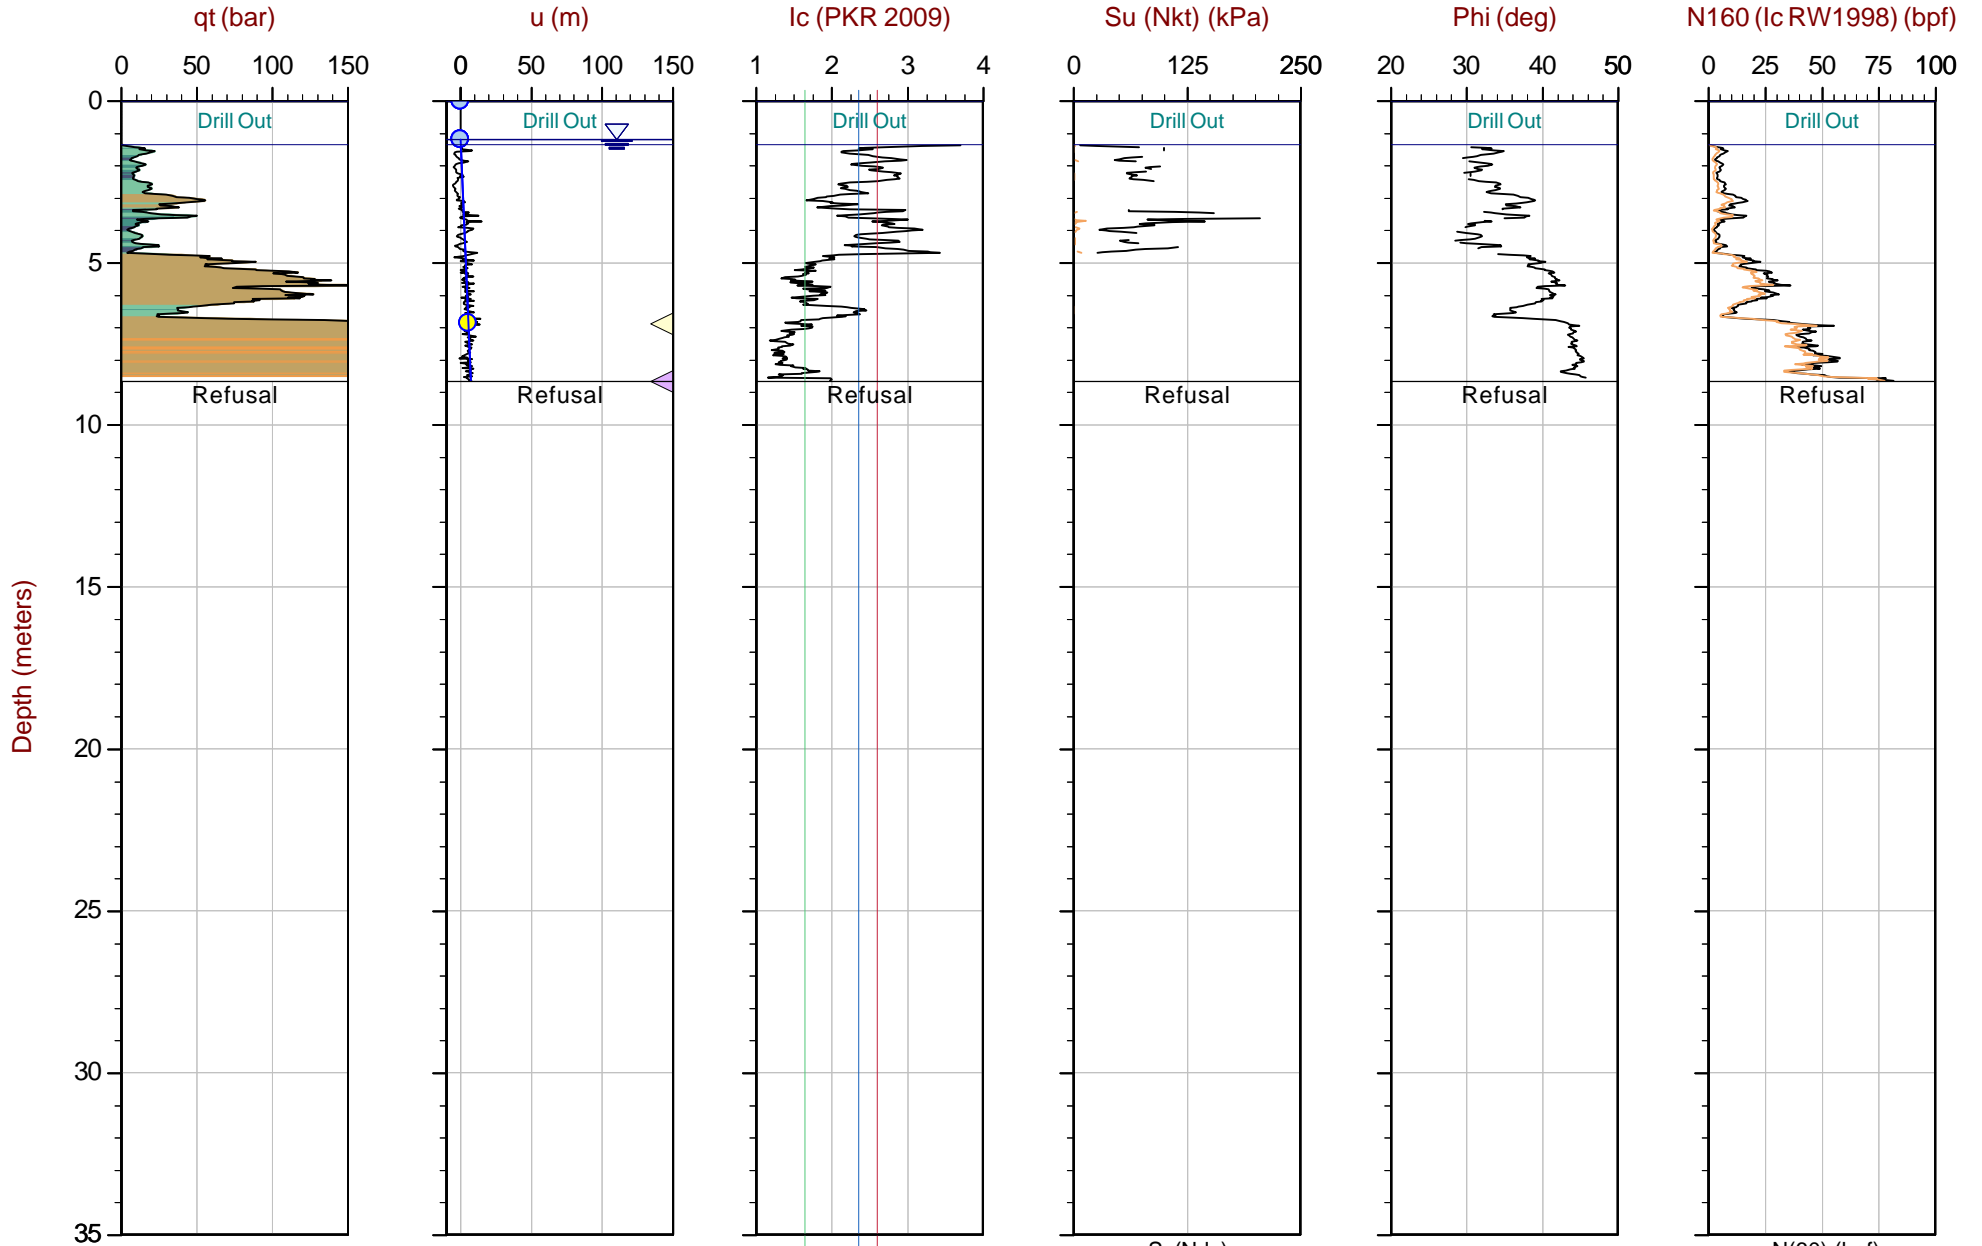 qt (bar) u (m) Ic (PKR 2009) Su (Nkt) (kPa) Phi (deg) N160 (Ic RW1998) (bpf)
0 50 100 150 0 50 100 150 1 2 3 4 0 125 250 20 30 40 50 0 25 50 75 100
0
Drill Out Drill Out Drill Out Drill Out Drill Out Drill Out
5
Refusal Refusal Refusal Refusal Refusal Refusal
10
15
Depth (meters)
20
25
30
35